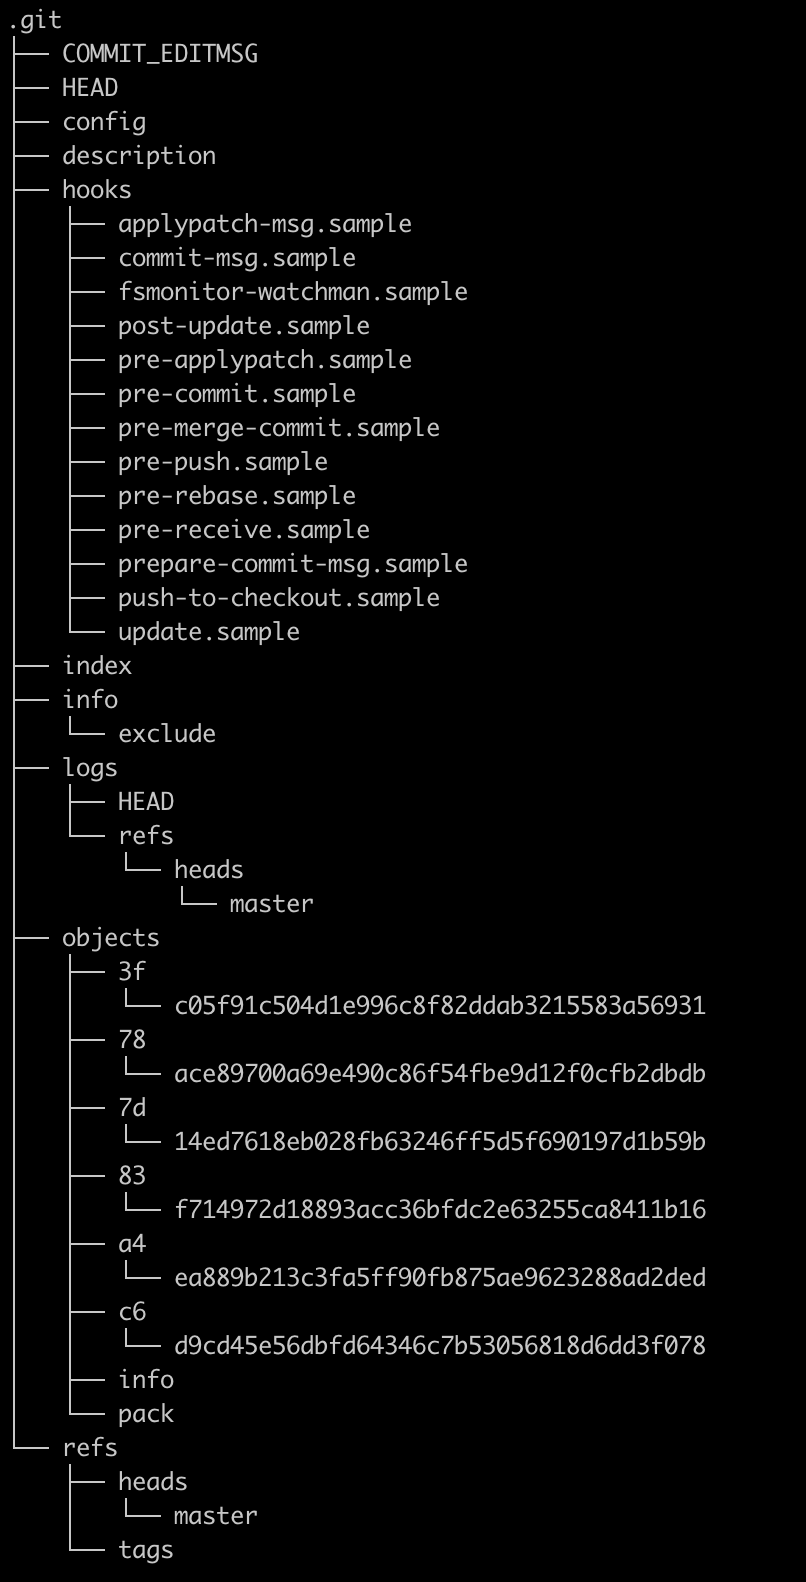 .git
├── COMMIT_EDITMSG
├── HEAD
├── config
├── description
├── hooks
│   ├── applypatch-msg.sample
│   ├── commit-msg.sample
│   ├── fsmonitor-watchman.sample
│   ├── post-update.sample
│   ├── pre-applypatch.sample
│   ├── pre-commit.sample
│   ├── pre-merge-commit.sample
│   ├── pre-push.sample
│   ├── pre-rebase.sample
│   ├── pre-receive.sample
│   ├── prepare-commit-msg.sample
│   ├── push-to-checkout.sample
│   └── update.sample
├── index
├── info
│   └── exclude
├── logs
│   ├── HEAD
│   └── refs
│       └── heads
│           └── master
├── objects
│   ├── 3f
│   │   └── c05f91c504d1e996c8f82ddab3215583a56931
│   ├── 78
│   │   └── ace89700a69e490c86f54fbe9d12f0cfb2dbdb
│   ├── 7d
│   │   └── 14ed7618eb028fb63246ff5d5f690197d1b59b
│   ├── 83
│   │   └── f714972d18893acc36bfdc2e63255ca8411b16
│   ├── a4
│   │   └── ea889b213c3fa5ff90fb875ae9623288ad2ded
│   ├── c6
│   │   └── d9cd45e56dbfd64346c7b53056818d6dd3f078
│   ├── info
│   └── pack
└── refs
    ├── heads
    │   └── master
    └── tags